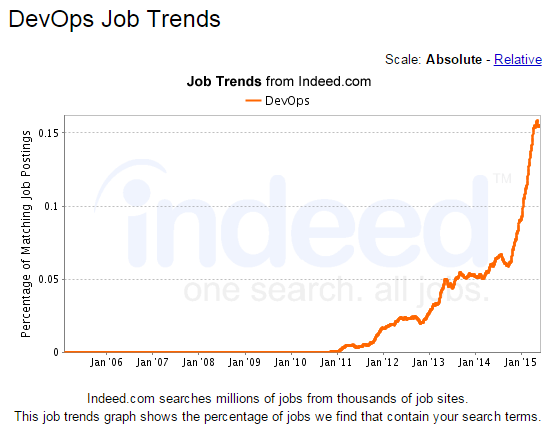 DevOps Job Trends
Scale: Absolute - Relative
Job Trends from Indeed.com
DevOps
Percentage of Matching Job Postings
0.15
0.1
0.05
0
indeed™
one search. all jobs.
Jan '06 Jan '07 Jan '08 Jan '09 Jan '10 Jan '11 Jan '12 Jan '13 Jan '14 Jan '15
Indeed.com searches millions of jobs from thousands of job sites.
This job trends graph shows the percentage of jobs we find that contain your search terms.